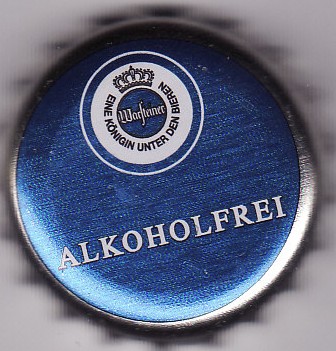 EINE KÖNIGIN UNTER DEN BIEREN
Warsteiner
ALKOHOLFREI